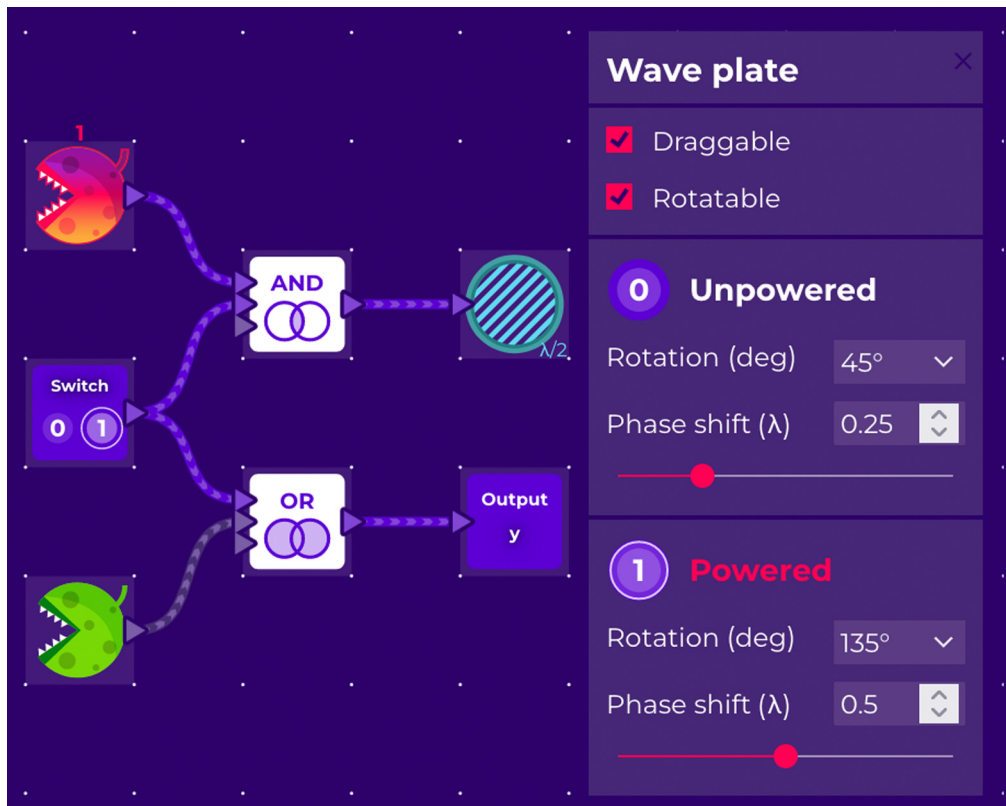 1
AND
λ/2
Switch
0 1
OR
Output
y
Wave plate
Draggable
Rotatable
0 Unpowered
Rotation (deg) 45°
Phase shift (λ) 0.25
1 Powered
Rotation (deg) 135°
Phase shift (λ) 0.5